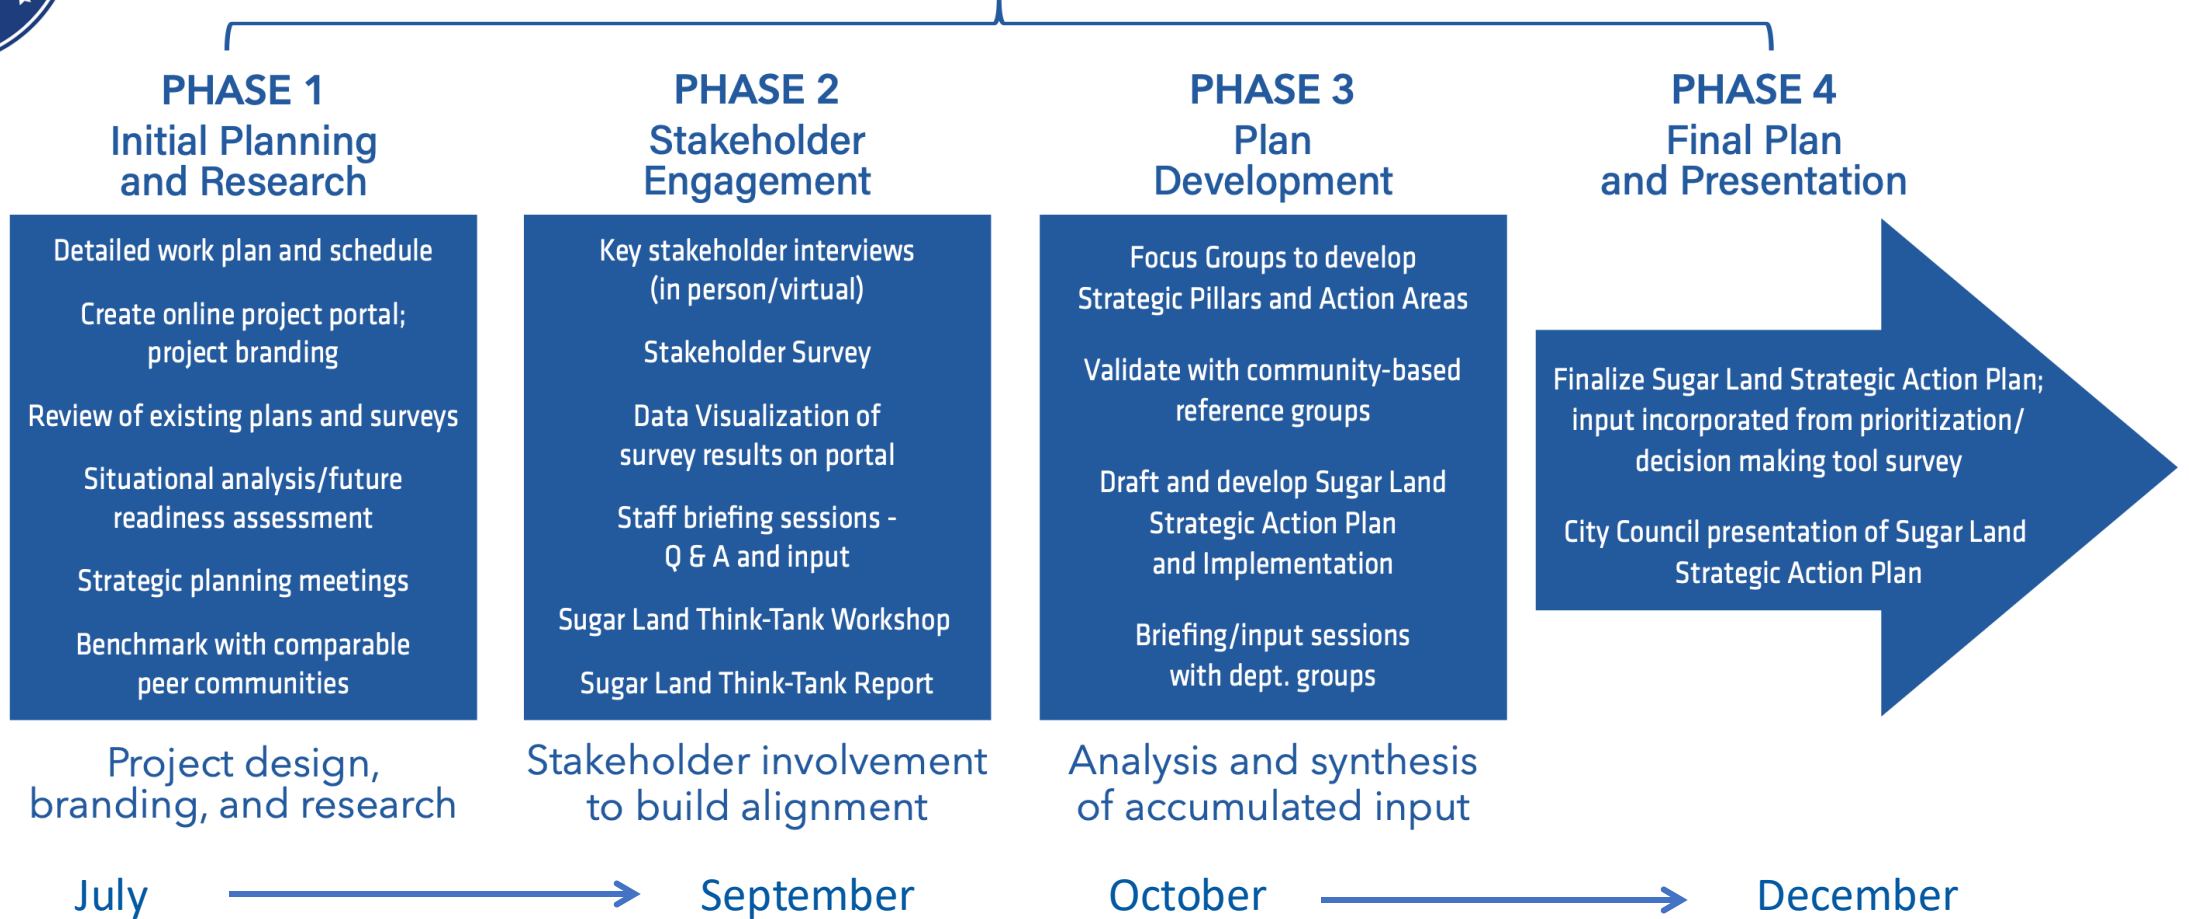 PHASE 1
Initial Planning
and Research
Detailed work plan and schedule
Create online project portal;
project branding
Review of existing plans and surveys
Situational analysis/future
readiness assessment
Strategic planning meetings
Benchmark with comparable
peer communities
Project design,
branding, and research
PHASE 2
Stakeholder
Engagement
Key stakeholder interviews
(in person/virtual)
Stakeholder Survey
Data Visualization of
survey results on portal
Staff briefing sessions -
Q & A and input
Sugar Land Think-Tank Workshop
Sugar Land Think-Tank Report
Stakeholder involvement
to build alignment
PHASE 3
Plan
Development
Focus Groups to develop
Strategic Pillars and Action Areas
Validate with community-based
reference groups
Draft and develop Sugar Land
Strategic Action Plan
and Implementation
Briefing/input sessions
with dept. groups
Analysis and synthesis
of accumulated input
PHASE 4
Final Plan
and Presentation
Finalize Sugar Land Strategic Action Plan;
input incorporated from prioritization/
decision making tool survey
City Council presentation of Sugar Land
Strategic Action Plan
July
September
October
December